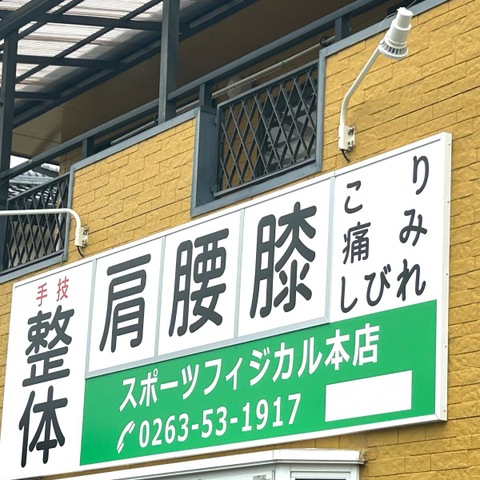 手技
整体
肩 腰 膝
こり
痛み
しびれ
スポーツフィジカル本店
0263-53-1917